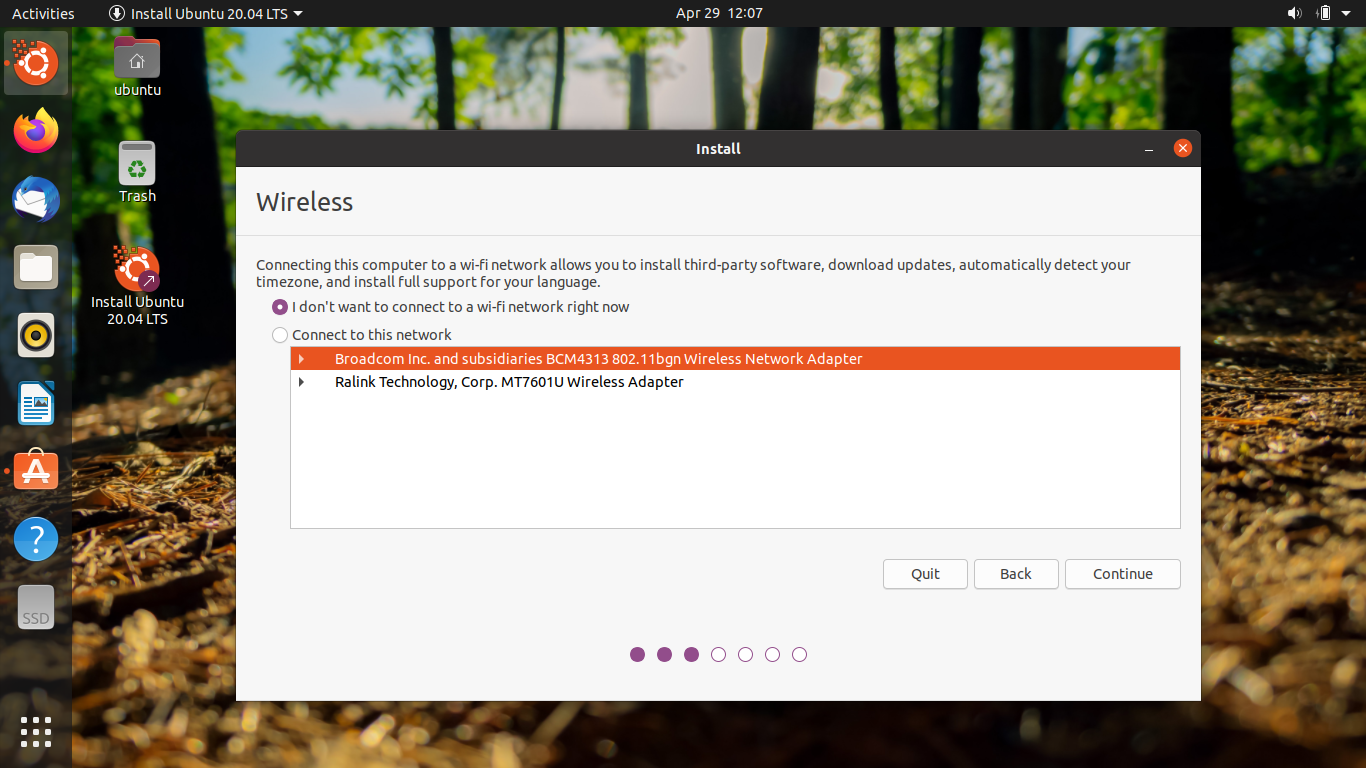 Activities
Install Ubuntu 20.04 LTS
Apr 29 12:07
ubuntu
Trash
Install Ubuntu
20.04 LTS
SSD
Install
Wireless
Connecting this computer to a wi-fi network allows you to install third-party software, download updates, automatically detect your
timezone, and install full support for your language.
I don't want to connect to a wi-fi network right now
Connect to this network
Broadcom Inc. and subsidiaries BCM4313 802.11bgn Wireless Network Adapter
Ralink Technology, Corp. MT7601U Wireless Adapter
Quit
Back
Continue